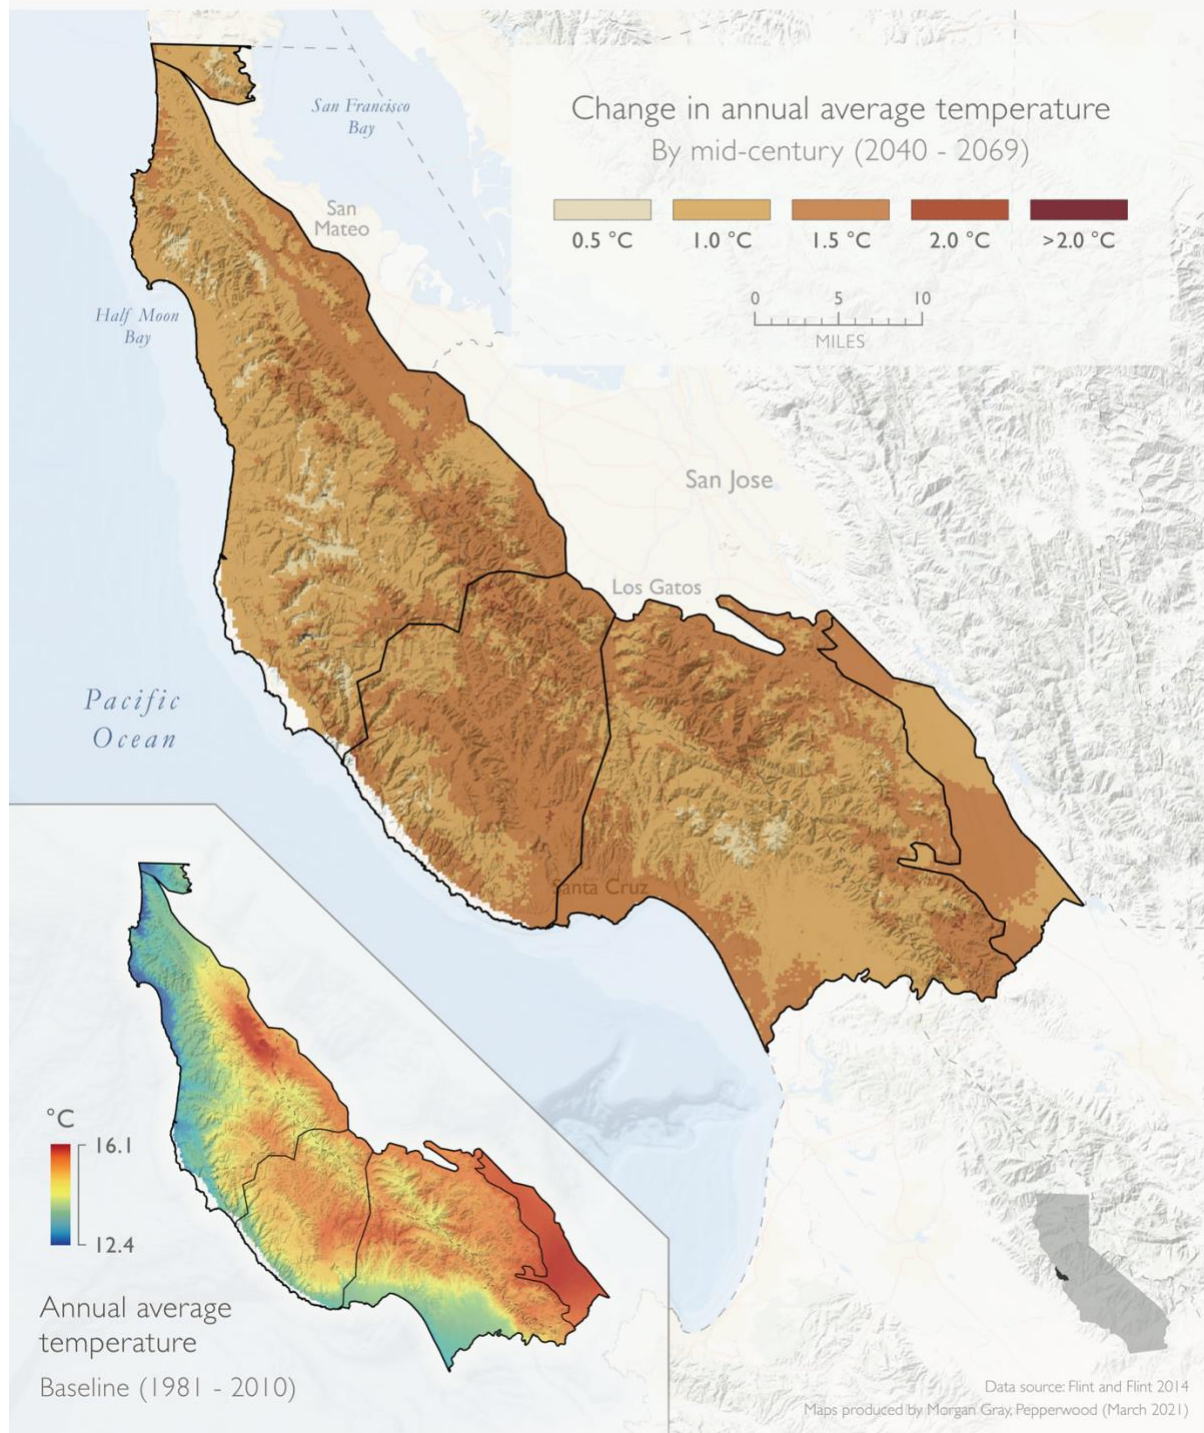 San Francisco
Bay
Change in annual average temperature
By mid-century (2040 - 2069)
0.5 °C
1.0 °C
1.5 °C
2.0 °C
>2.0 °C
San
Mateo
0
5
10
MILES
Half Moon
Bay
San Jose
Los Gatos
Pacific
Ocean
Santa Cruz
°C
16.1
12.4
Annual average
temperature
Baseline (1981 - 2010)
Data source: Flint and Flint 2014
Maps produced by Morgan Gray, Pepperwood (March 2021)